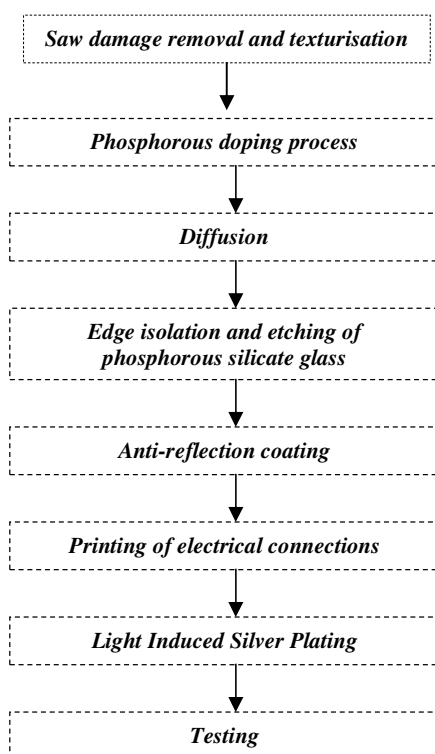 Saw damage removal and texturisation
Phosphorous doping process
Diffusion
Edge isolation and etching of
phosphorous silicate glass
Anti-reflection coating
Printing of electrical connections
Light Induced Silver Plating
Testing